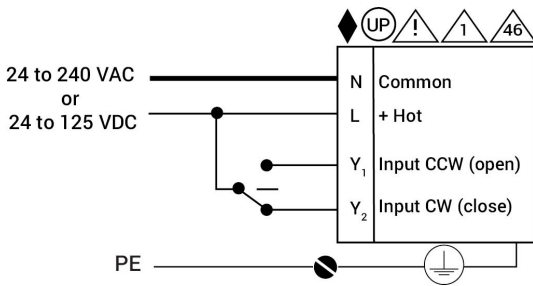 UP ! 1 46
24 to 240 VAC
or
24 to 125 VDC
N Common
L + Hot
Y1 Input CCW (open)
Y2 Input CW (close)
PE